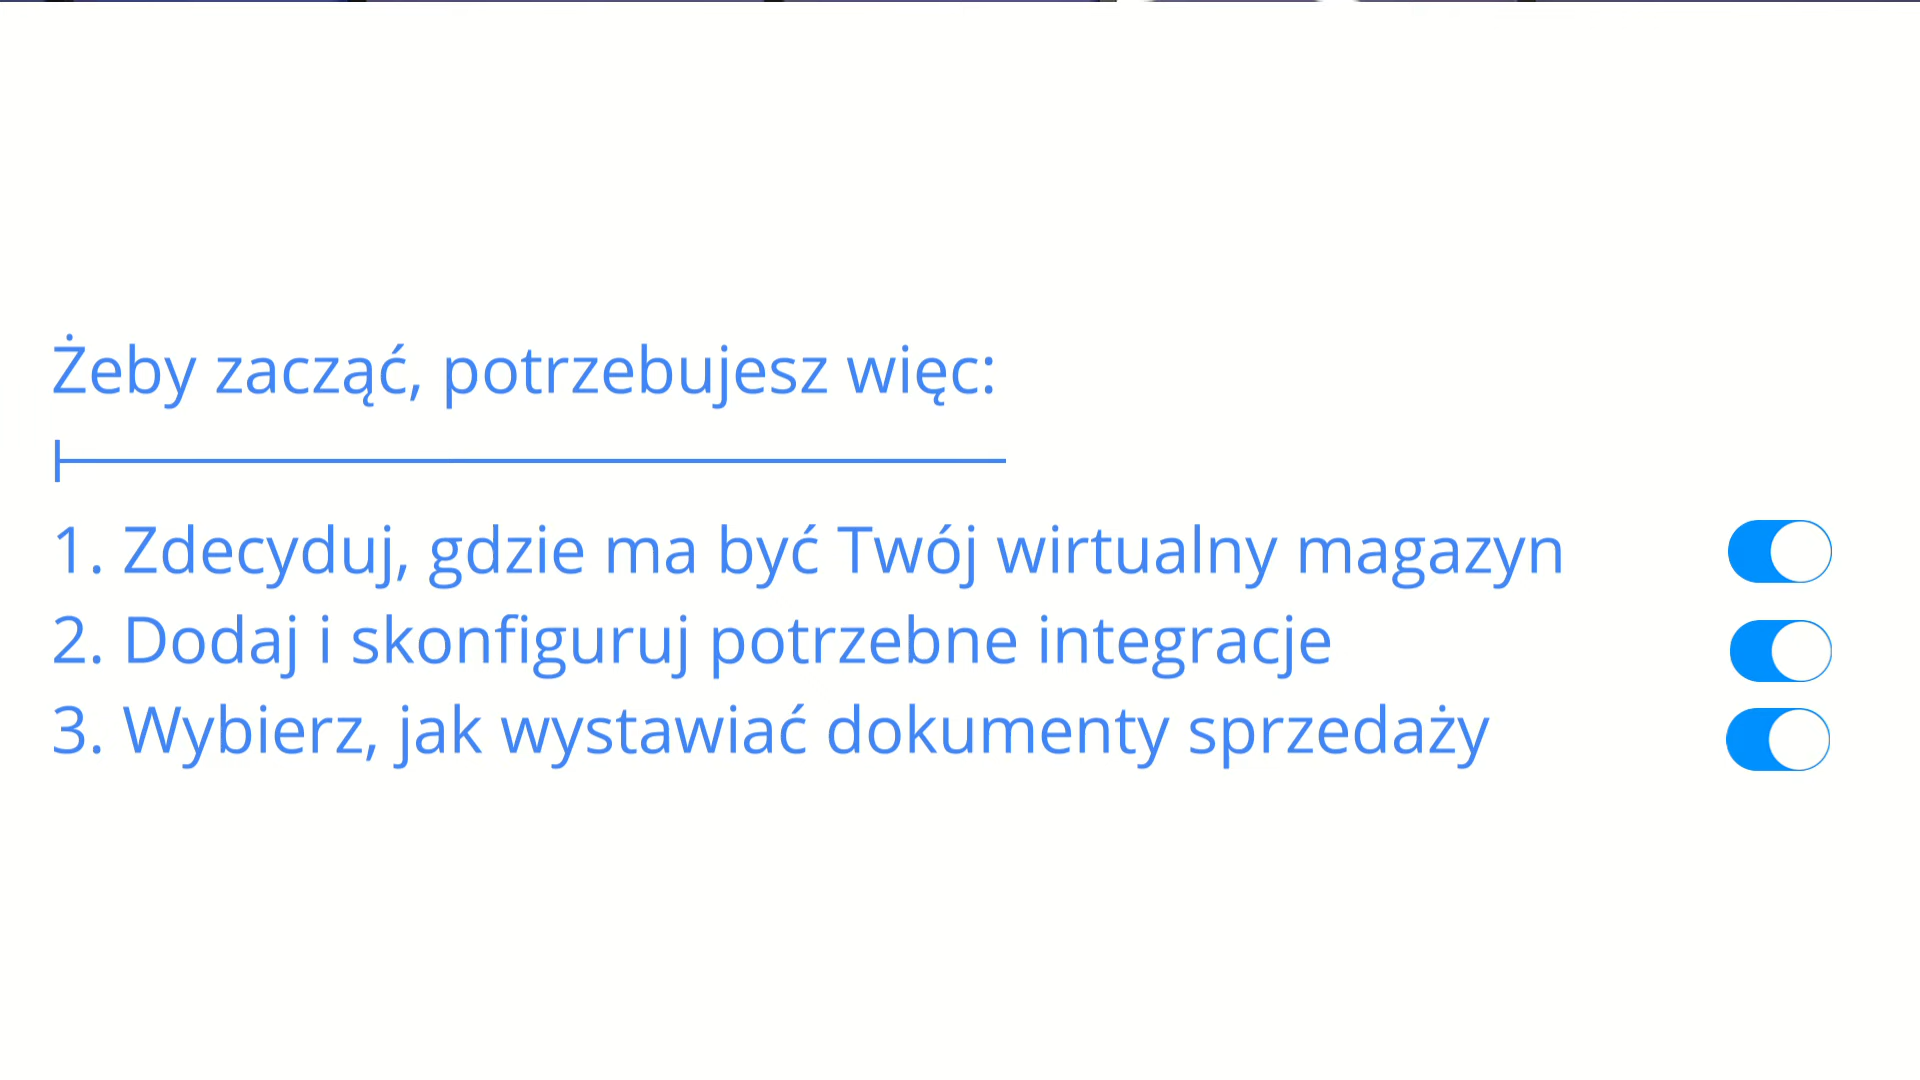 Żeby zacząć, potrzebujesz więc:
1. Zdecyduj, gdzie ma być Twój wirtualny magazyn
2. Dodaj i skonfiguruj potrzebne integracje
3. Wybierz, jak wystawiać dokumenty sprzedaży